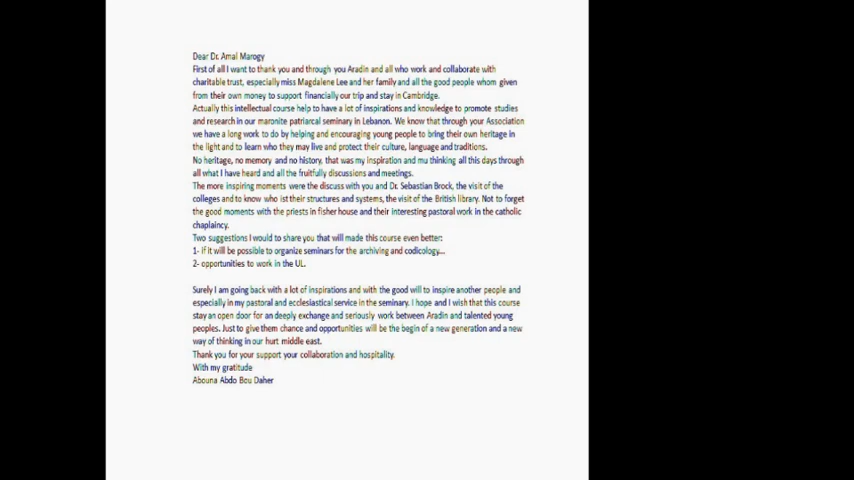 Dear Dr. Amal Marogy
First of all I want to thank you and through you Aradin and all who work and collaborate with
charitable trust, especially miss Magdalene Lee and her family and all the good people whom given
from their own money to support financially our trip and stay in Cambridge.
Actually this intellectual course help to have a lot of inspirations and knowledge to promote studies
and research in our maronite patriarcal seminary in Lebanon. We know that through your Association
we have a long work to do by helping and encouraging young people to bring their own heritage in
the light and to learn who they may live and protect their culture, language and traditions.
No heritage, no memory and no history, that was my inspiration and mu thinking all this days through
all what I have heard and all the fruitfully discussions and meetings.
The more inspiring moments were the discuss with you and Dr. Sebastian Brock, the visit of the
colleges and to know who ist their structures and systems, the visit of the British library. Not to forget
the good moments with the priests in fisher house and their interesting pastoral work in the catholic
chaplaincy.
Two suggestions I would to share you that will made this course even better:
1- if it will be possible to organize seminars for the archiving and codicology...
2- opportunities to work in the UL.
Surely I am going back with a lot of inspirations and with the good will to inspire another people and
especially in my pastoral and ecclesiastical service in the seminary. I hope and I wish that this course
stay an open door for an deeply exchange and seriously work between Aradin and talented young
peoples. Just to give them chance and opportunities will be the begin of a new generation and a new
way of thinking in our hurt middle east.
Thank you for your support your collaboration and hospitality.
With my gratitude
Abouna Abdo Bou Daher